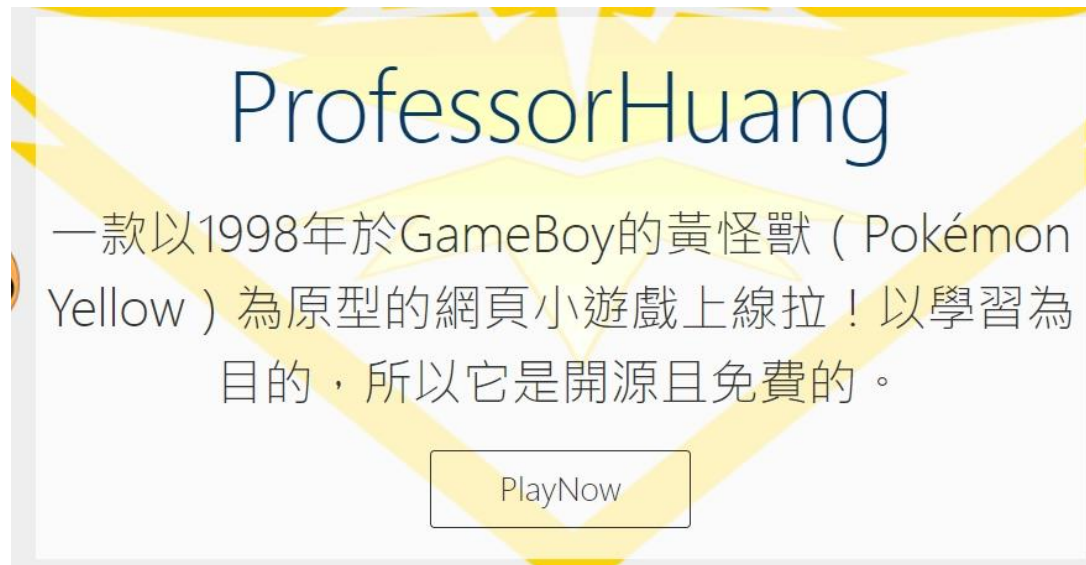 ProfessorHuang
一款以1998年於GameBoy的黃怪獸（Pokémon
Yellow）為原型的網頁小遊戲上線拉！以學習為
目的，所以它是開源且免費的。
PlayNow